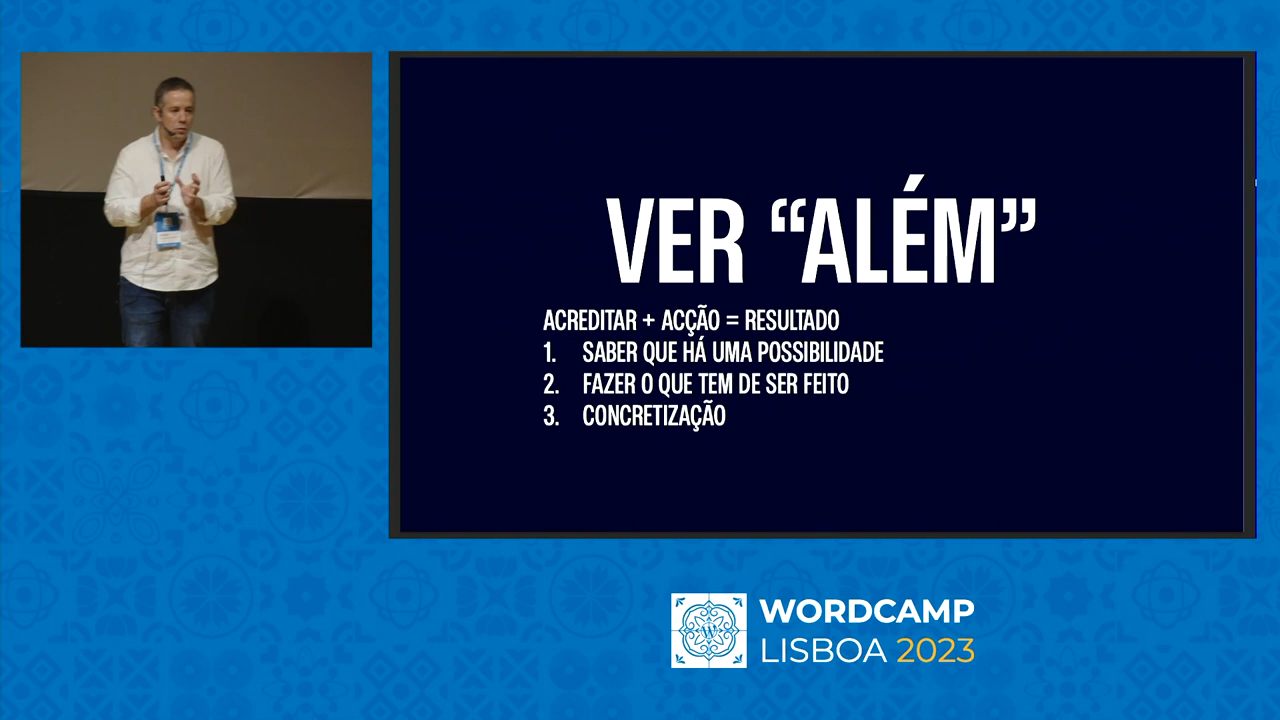 VER “ALÉM”
ACREDITAR + ACÇÃO = RESULTADO
1. SABER QUE HÁ UMA POSSIBILIDADE
2. FAZER O QUE TEM DE SER FEITO
3. CONCRETIZAÇÃO
WORDCAMP
LISBOA 2023